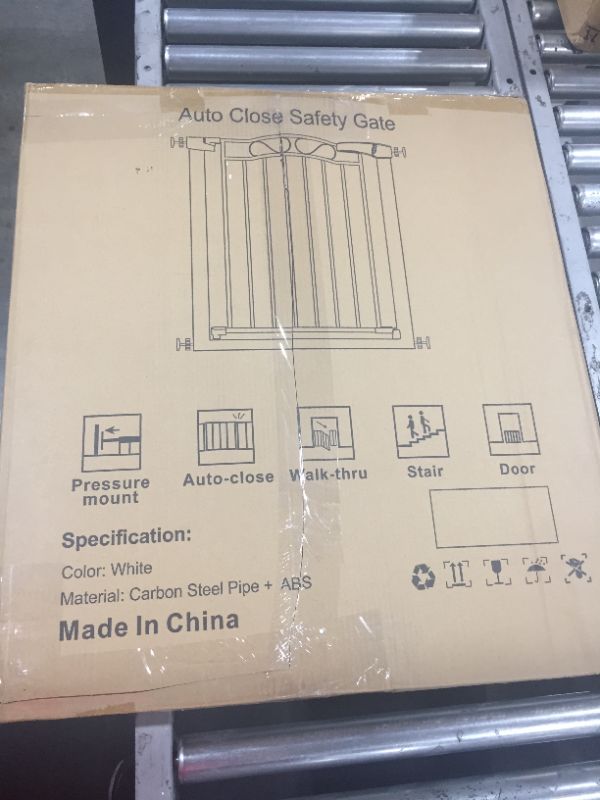 Auto Close Safety Gate
Pressure mount
Auto-close
Walk-thru
Stair
Door
Specification:
Color: White
Material: Carbon Steel Pipe + ABS
Made In China